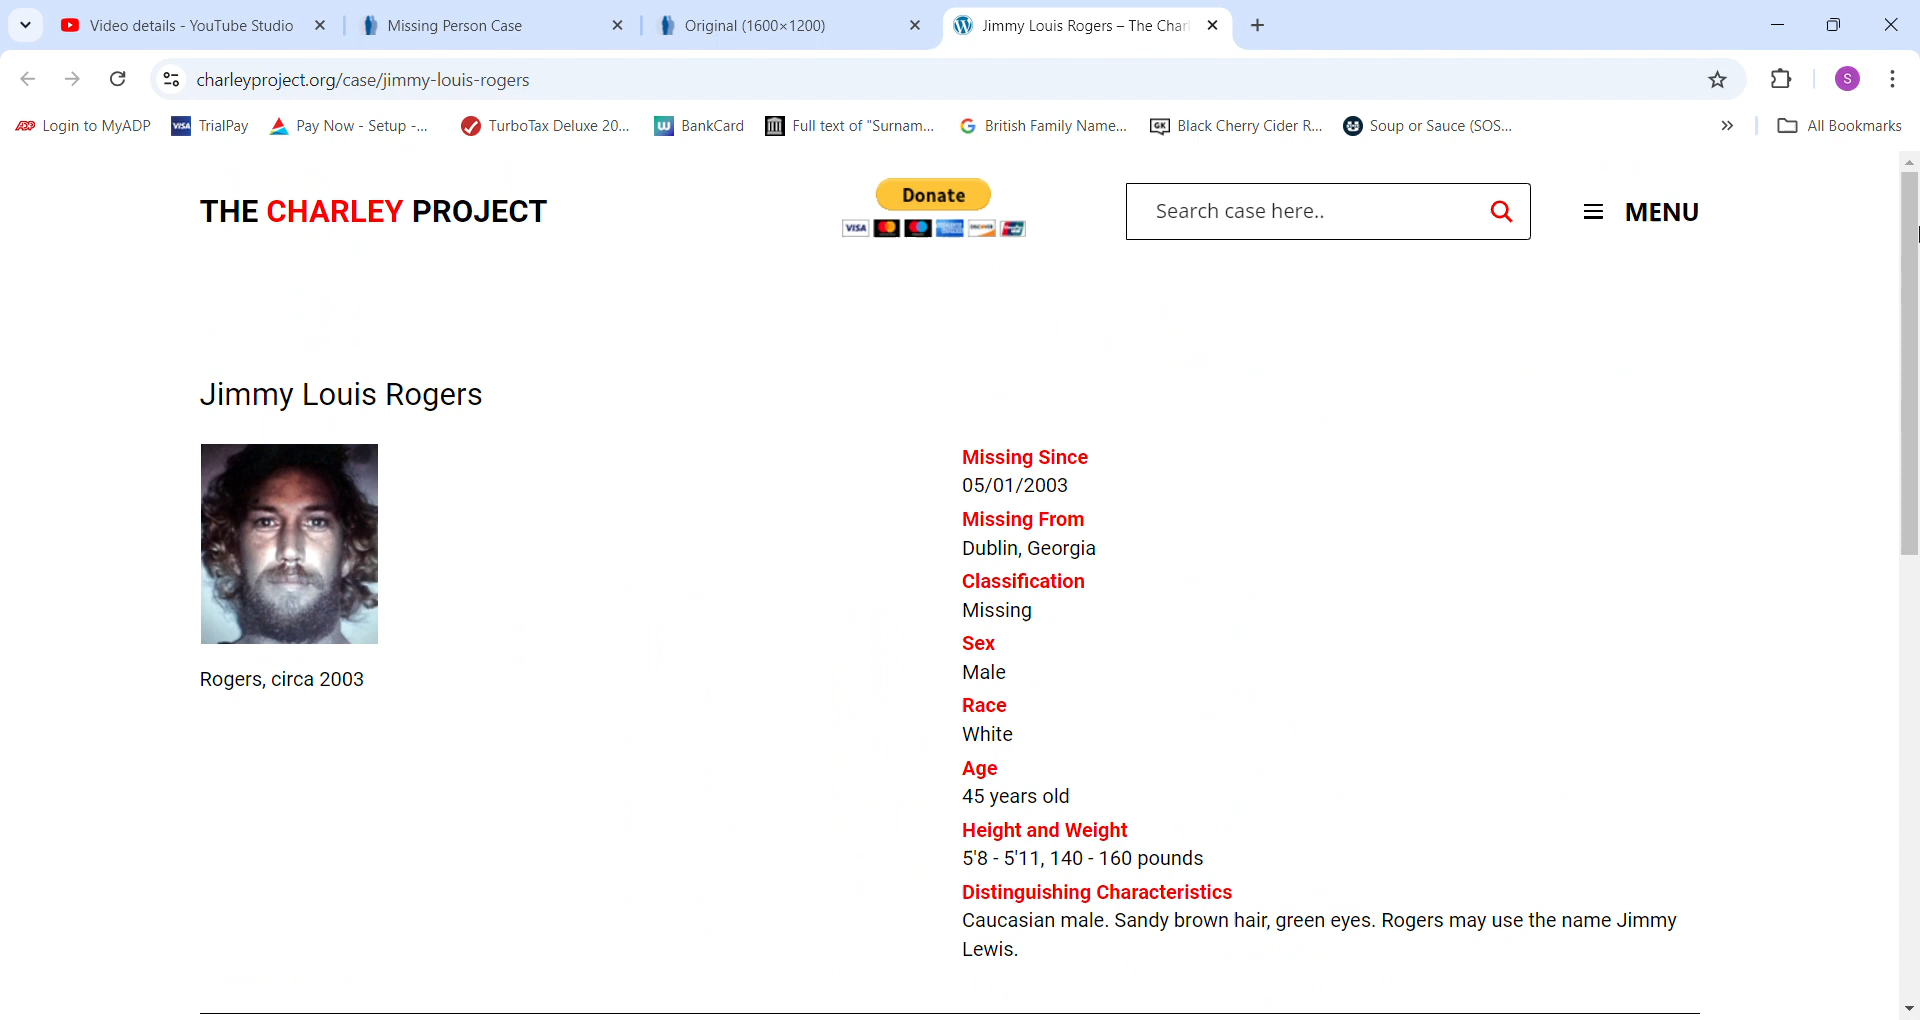 Video details - YouTube Studio
Missing Person Case
Original (1600×1200)
Jimmy Louis Rogers – The Char
charleyproject.org/case/jimmy-louis-rogers
S
ADP Login to MyADP
VISA TrialPay
Pay Now - Setup -...
TurboTax Deluxe 20...
BankCard
Full text of "Surnam...
British Family Name...
GK Black Cherry Cider R...
Soup or Sauce (SOS...
All Bookmarks
THE CHARLEY PROJECT
Donate
VISA
DISCOVER
Search case here..
MENU
Jimmy Louis Rogers
Rogers, circa 2003
Missing Since
05/01/2003
Missing From
Dublin, Georgia
Classification
Missing
Sex
Male
Race
White
Age
45 years old
Height and Weight
5'8 - 5'11, 140 - 160 pounds
Distinguishing Characteristics
Caucasian male. Sandy brown hair, green eyes. Rogers may use the name Jimmy
Lewis.